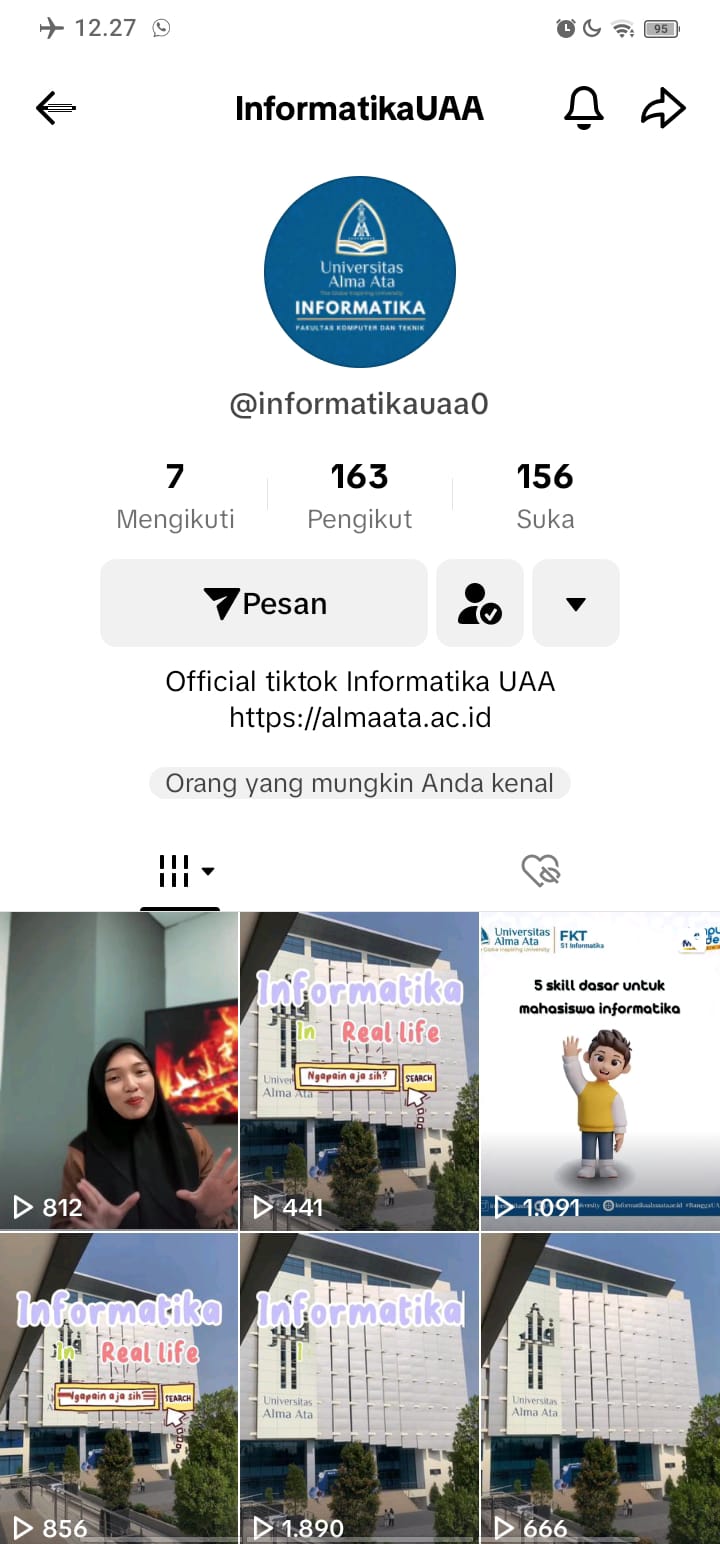 12.27
95
InformatikaUAA
Universitas
Alma Ata
The Globe Inspiring University
INFORMATIKA
FAKULTAS KOMPUTER DAN TEKNIK
@informatikauaa0
7 163 156
Mengikuti Pengikut Suka
Pesan
Official tiktok Informatika UAA
https://almaata.ac.id
Orang yang mungkin Anda kenal
812
Informatika
In Real life
Ngapain aja sih? SEARCH
Alma Ata
441
Universitas
Alma Ata
FKT
S1 Informatika
5 skill dasar untuk
mahasiswa informatika
1.091
Informatika
In Real life
Ngapain aja sih SEARCH
856
Informatika
Universitas
Alma Ata
1.890
Universitas
Alma Ata
666